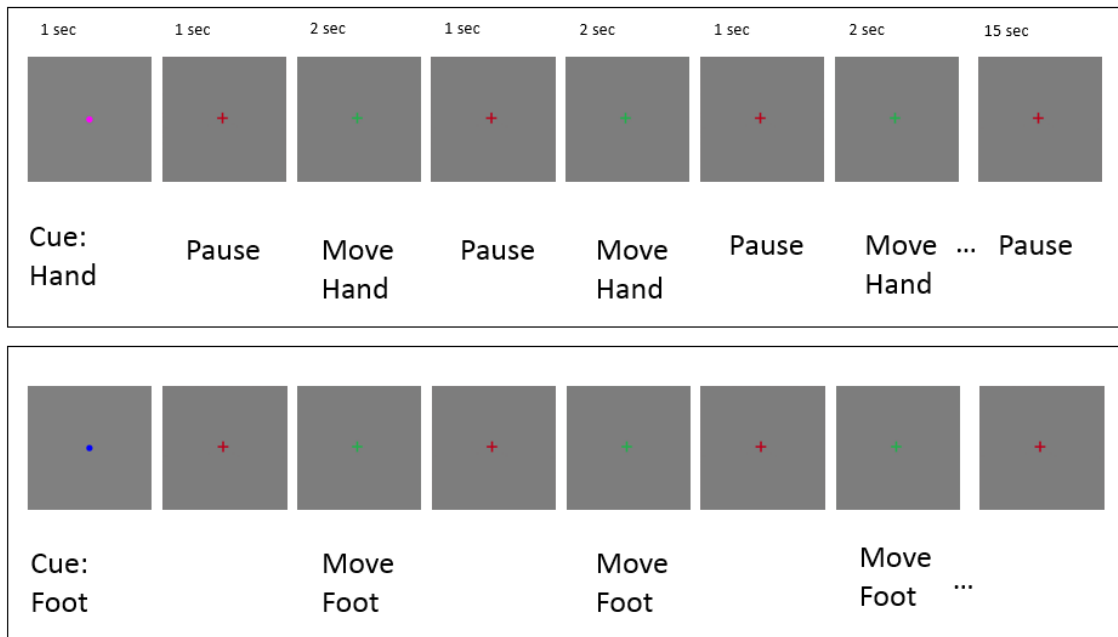 1 sec 1 sec 2 sec 1 sec 2 sec 1 sec 2 sec 15 sec
Cue: Pause Move Pause Move Pause Move ... Pause
Hand Hand Hand Hand
Cue: Move Move Move
Foot Foot Foot Foot ...